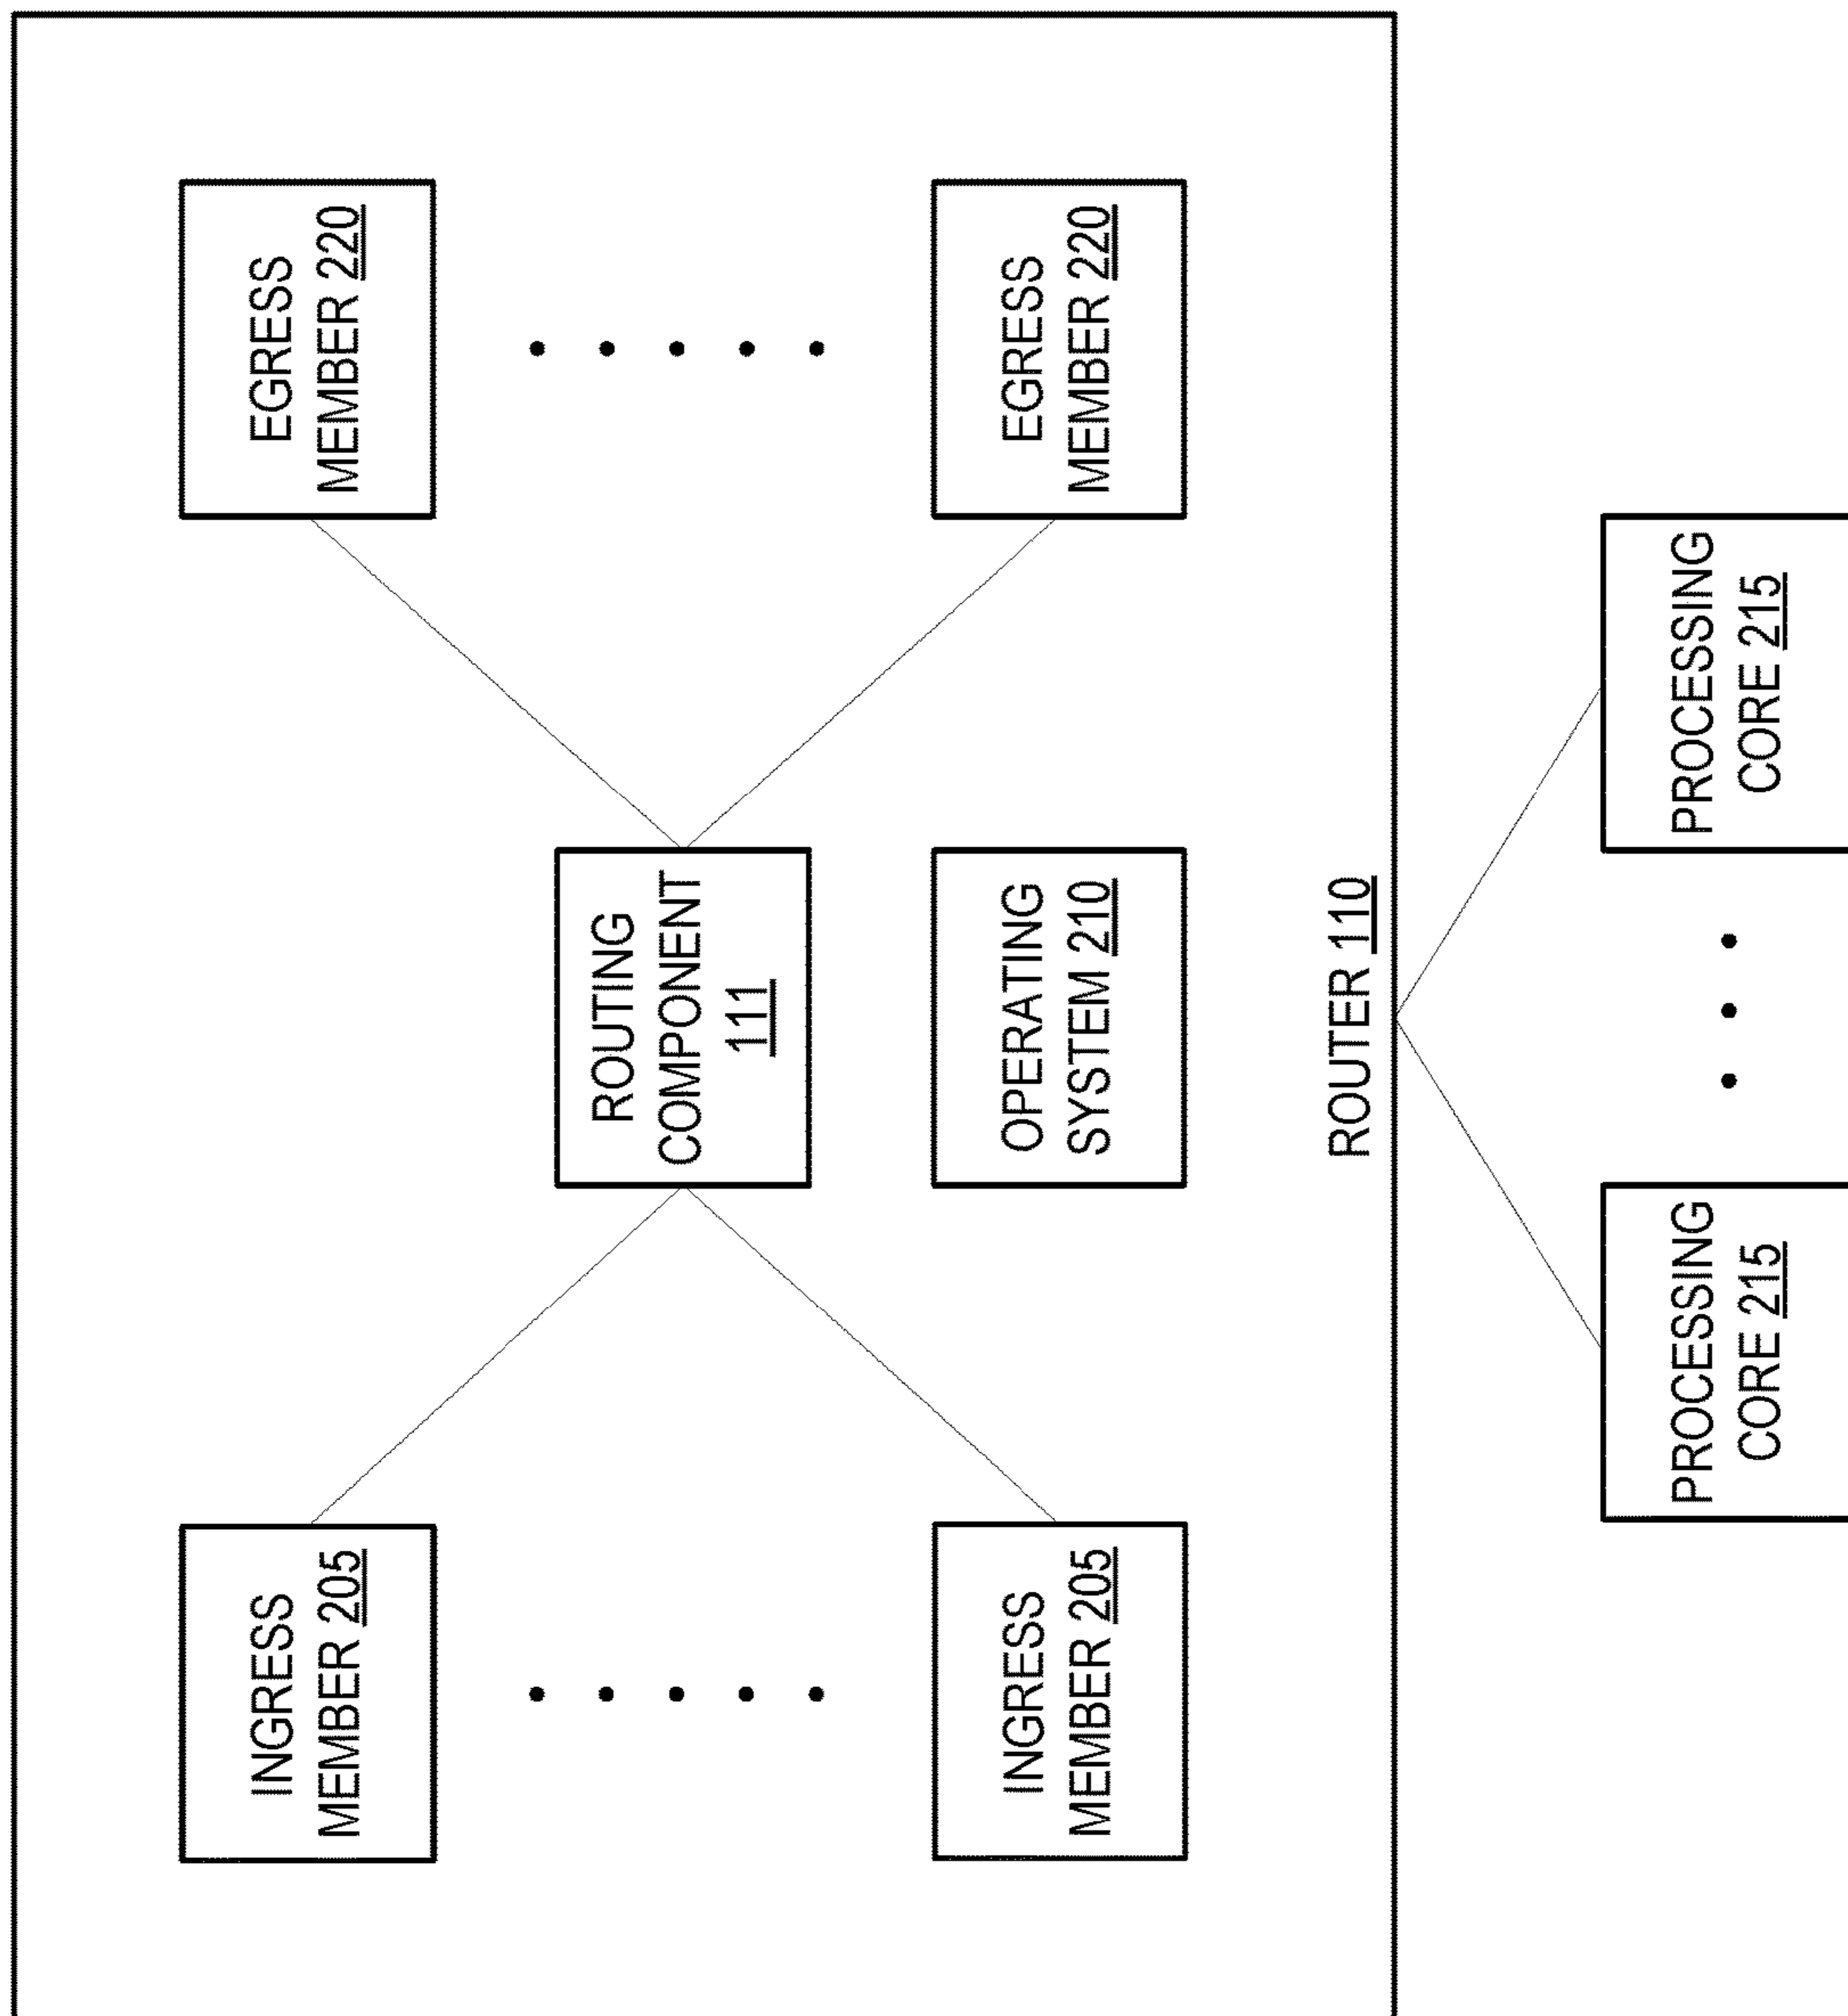 INGRESS
MEMBER 205
INGRESS
MEMBER 205
ROUTING
COMPONENT
111
OPERATING
SYSTEM 210
EGRESS
MEMBER 220
EGRESS
MEMBER 220
ROUTER 110
PROCESSING
CORE 215
PROCESSING
CORE 215